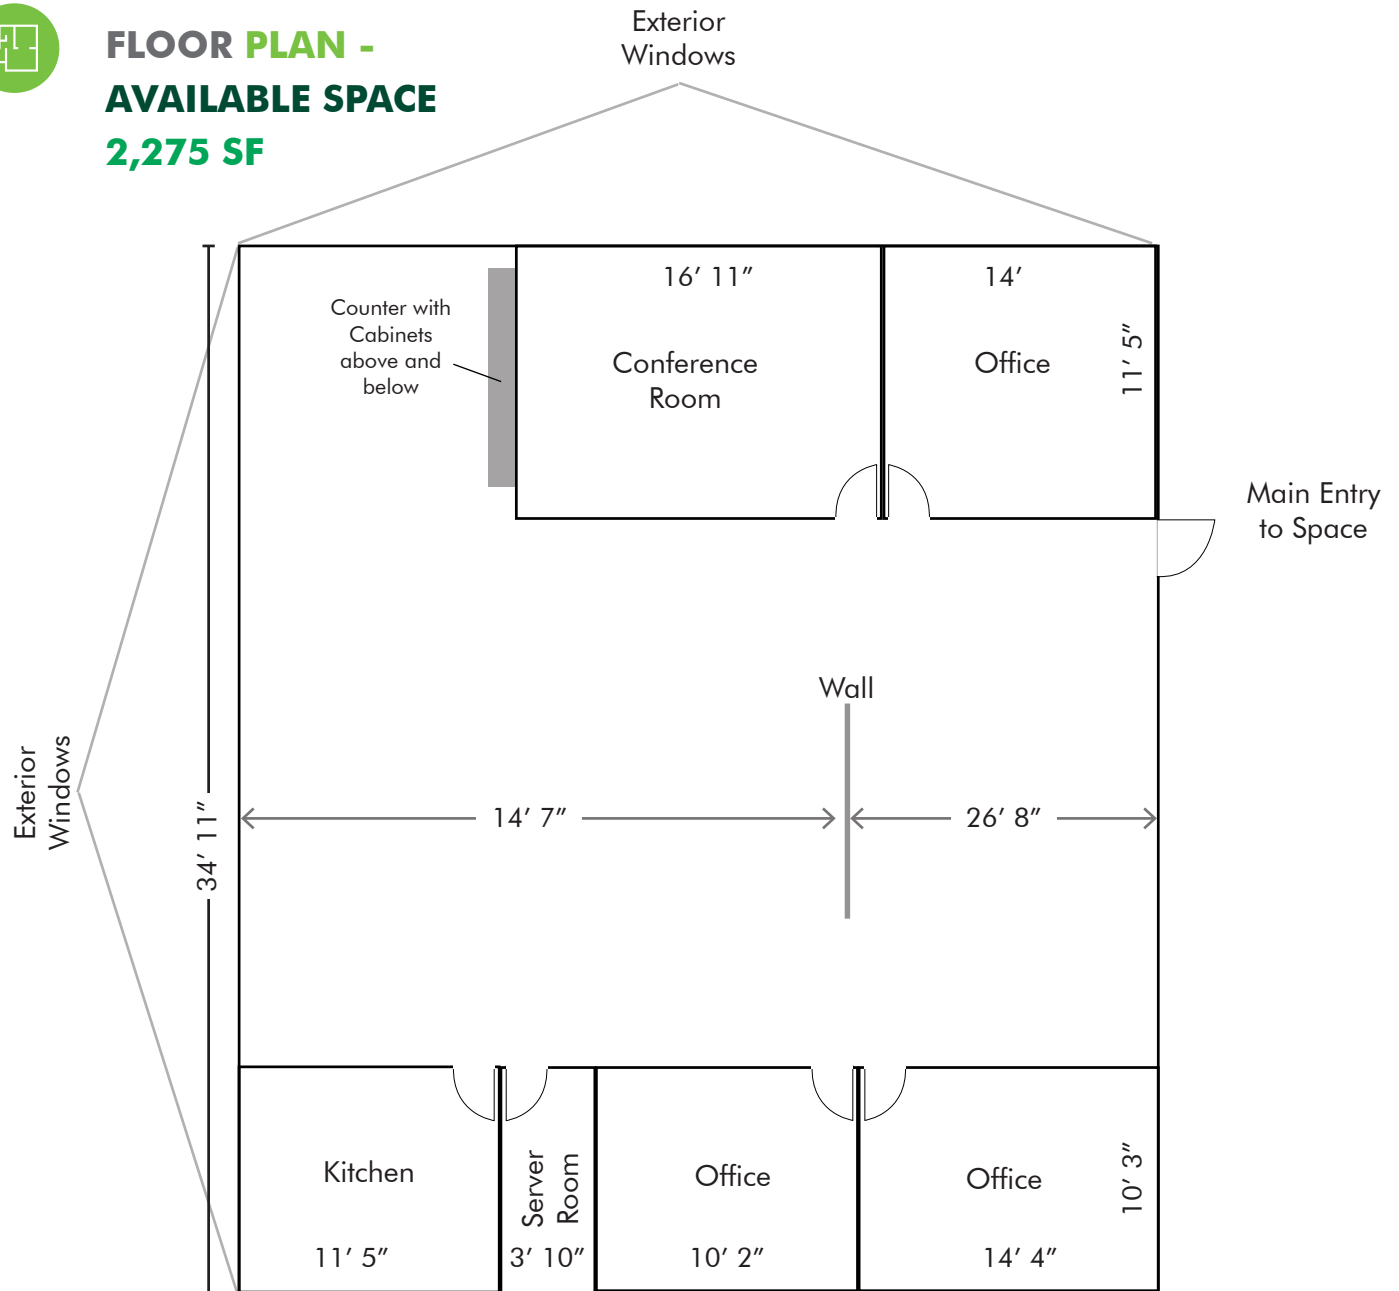 FLOOR PLAN -
AVAILABLE SPACE
2,275 SF
Exterior
Windows
16′ 11″
14′
Counter with
Cabinets
above and
below
Conference
Room
Office
11′ 5″
Main Entry
to Space
Wall
Exterior
Windows
34′ 11″
14′ 7″
26′ 8″
Kitchen
11′ 5″
Server
Room
3′ 10″
Office
10′ 2″
Office
14′ 4″
10′ 3″